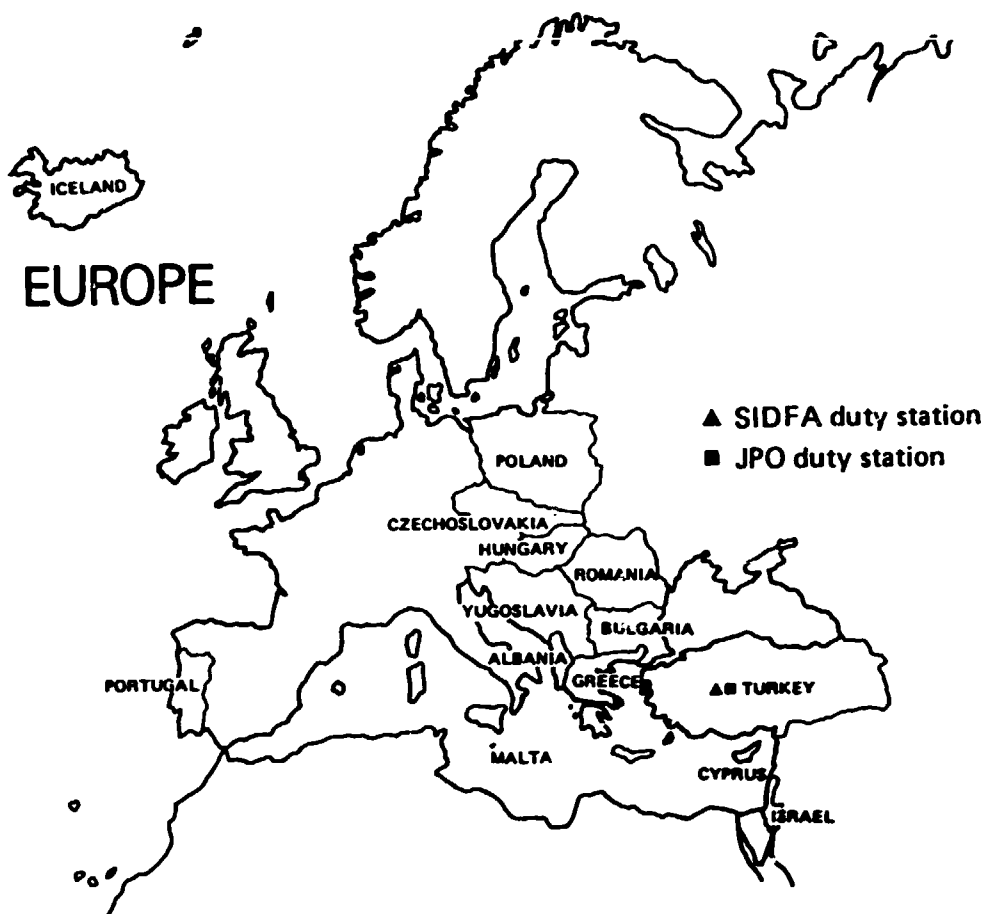 ICELAND
EUROPE
▲ SIDFA duty station
■ JPO duty station
POLAND
CZECHOSLOVAKIA
HUNGARY
ROMANIA
YUGOSLAVIA
BULGARIA
ALBANIA
PORTUGAL
GREECE
▲■ TURKEY
MALTA
CYPRUS
ISRAEL